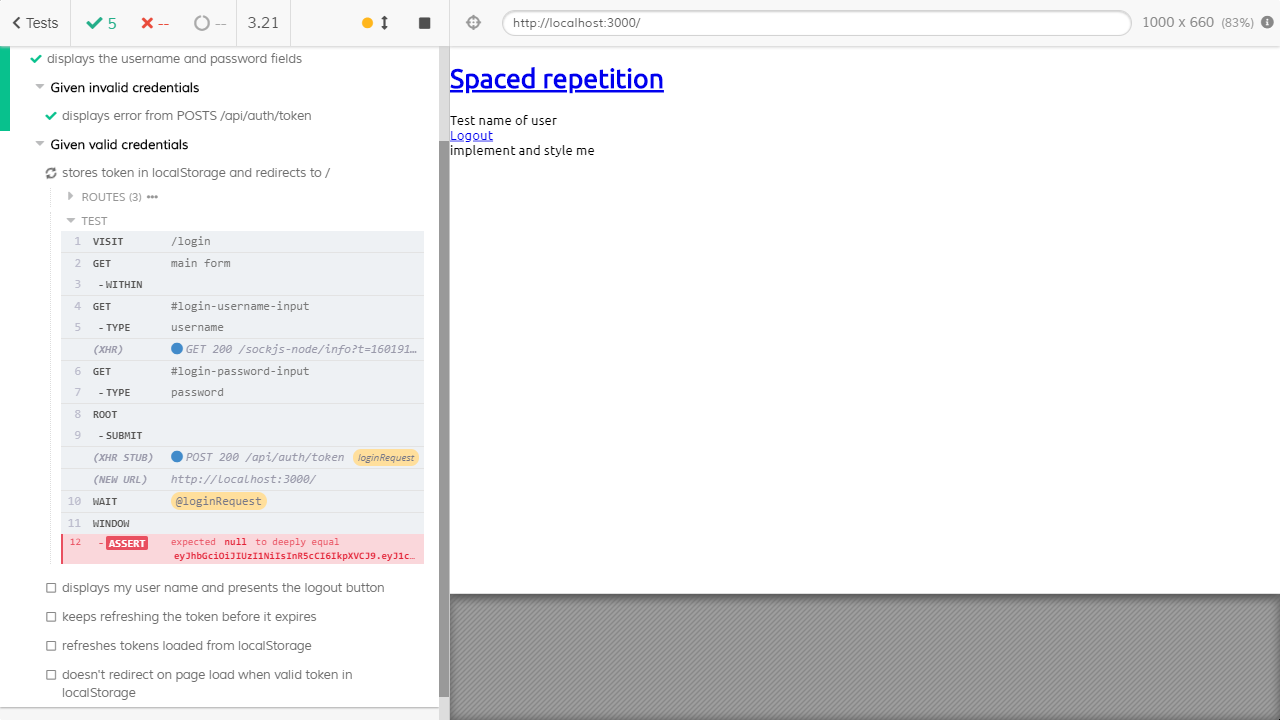 Tests
5
--
--
3.21
http://localhost:3000/
1000 x 660 (83%)
displays the username and password fields
Given invalid credentials
displays error from POSTS /api/auth/token
Given valid credentials
stores token in localStorage and redirects to /
ROUTES (3)
TEST
1 VISIT /login
2 GET main form
3 - WITHIN
4 GET #login-username-input
5 - TYPE username
(XHR) GET 200 /sockjs-node/info?t=160191…
6 GET #login-password-input
7 - TYPE password
8 ROOT
9 - SUBMIT
(XHR STUB) POST 200 /api/auth/token loginRequest
(NEW URL) http://localhost:3000/
10 WAIT @loginRequest
11 WINDOW
12 - ASSERT expected null to deeply equal
eyJhbGciOiJIUzI1NiIsInR5cCI6IkpXVCJ9.eyJ1c…
displays my user name and presents the logout button
keeps refreshing the token before it expires
refreshes tokens loaded from localStorage
doesn't redirect on page load when valid token in
localStorage
Spaced repetition
Test name of user
Logout
implement and style me